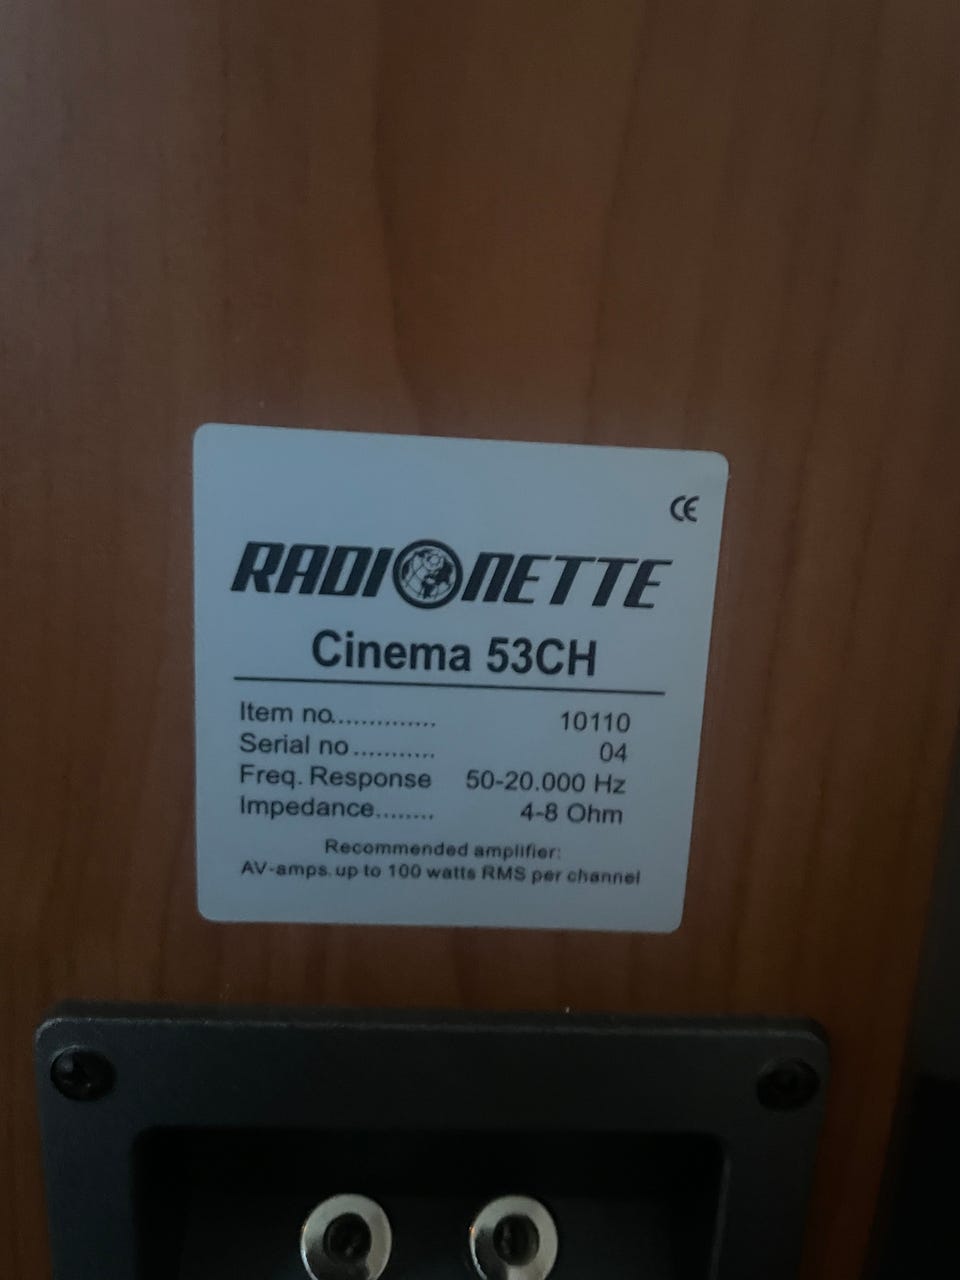 CE
RADIONETTE
Cinema 53CH
Item no.............. 10110
Serial no ........... 04
Freq. Response 50-20.000 Hz
Impedance........ 4-8 Ohm
Recommended amplifier:
AV-amps. up to 100 watts RMS per channel